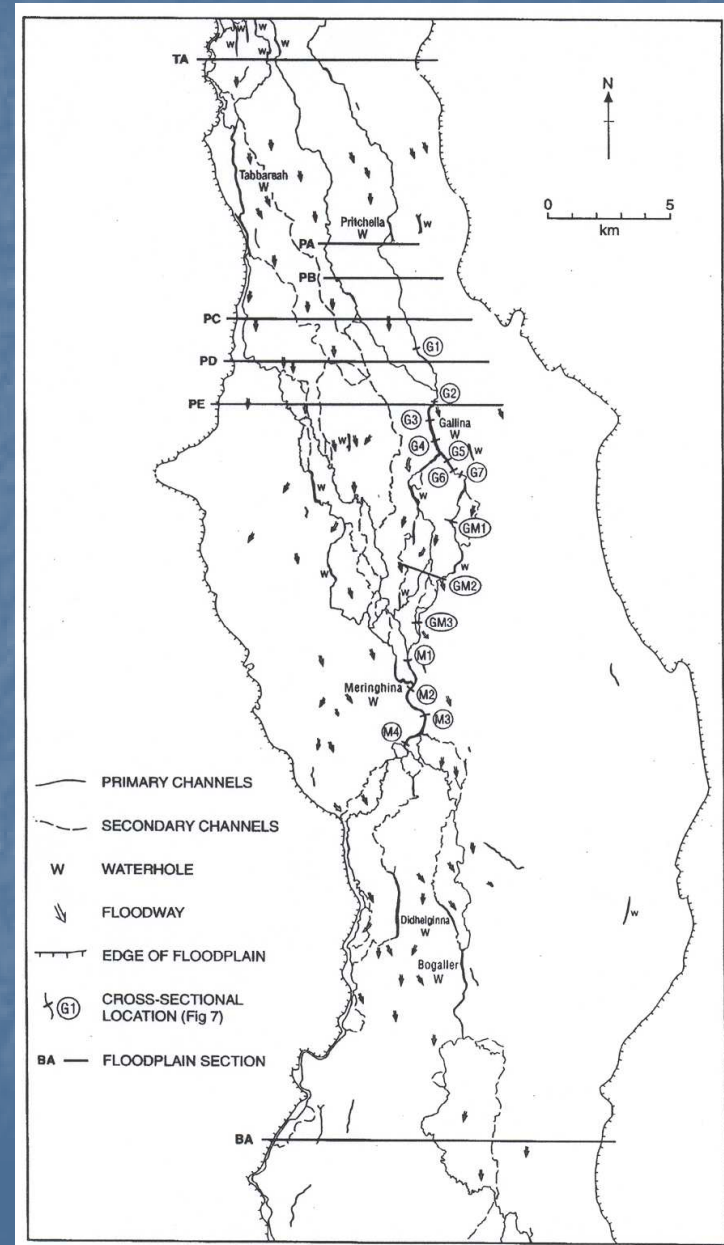 W
W
W
W
TA
N
0 5
km
Tabbareah
W
Pritchella
W
W
PA
PB
PC
G1
PD
G2
PE
G3
Gallina
W
G4
G5
W
W
G6
G7
W
W
GM1
W
W
GM2
W
GM3
M1
Meringhina
W
M2
M3
M4
PRIMARY CHANNELS
SECONDARY CHANNELS
W WATERHOLE
FLOODWAY
EDGE OF FLOODPLAIN
G1 CROSS-SECTIONAL
LOCATION (Fig 7)
BA FLOODPLAIN SECTION
Didhelginna
W
Bogaller
W
W
BA